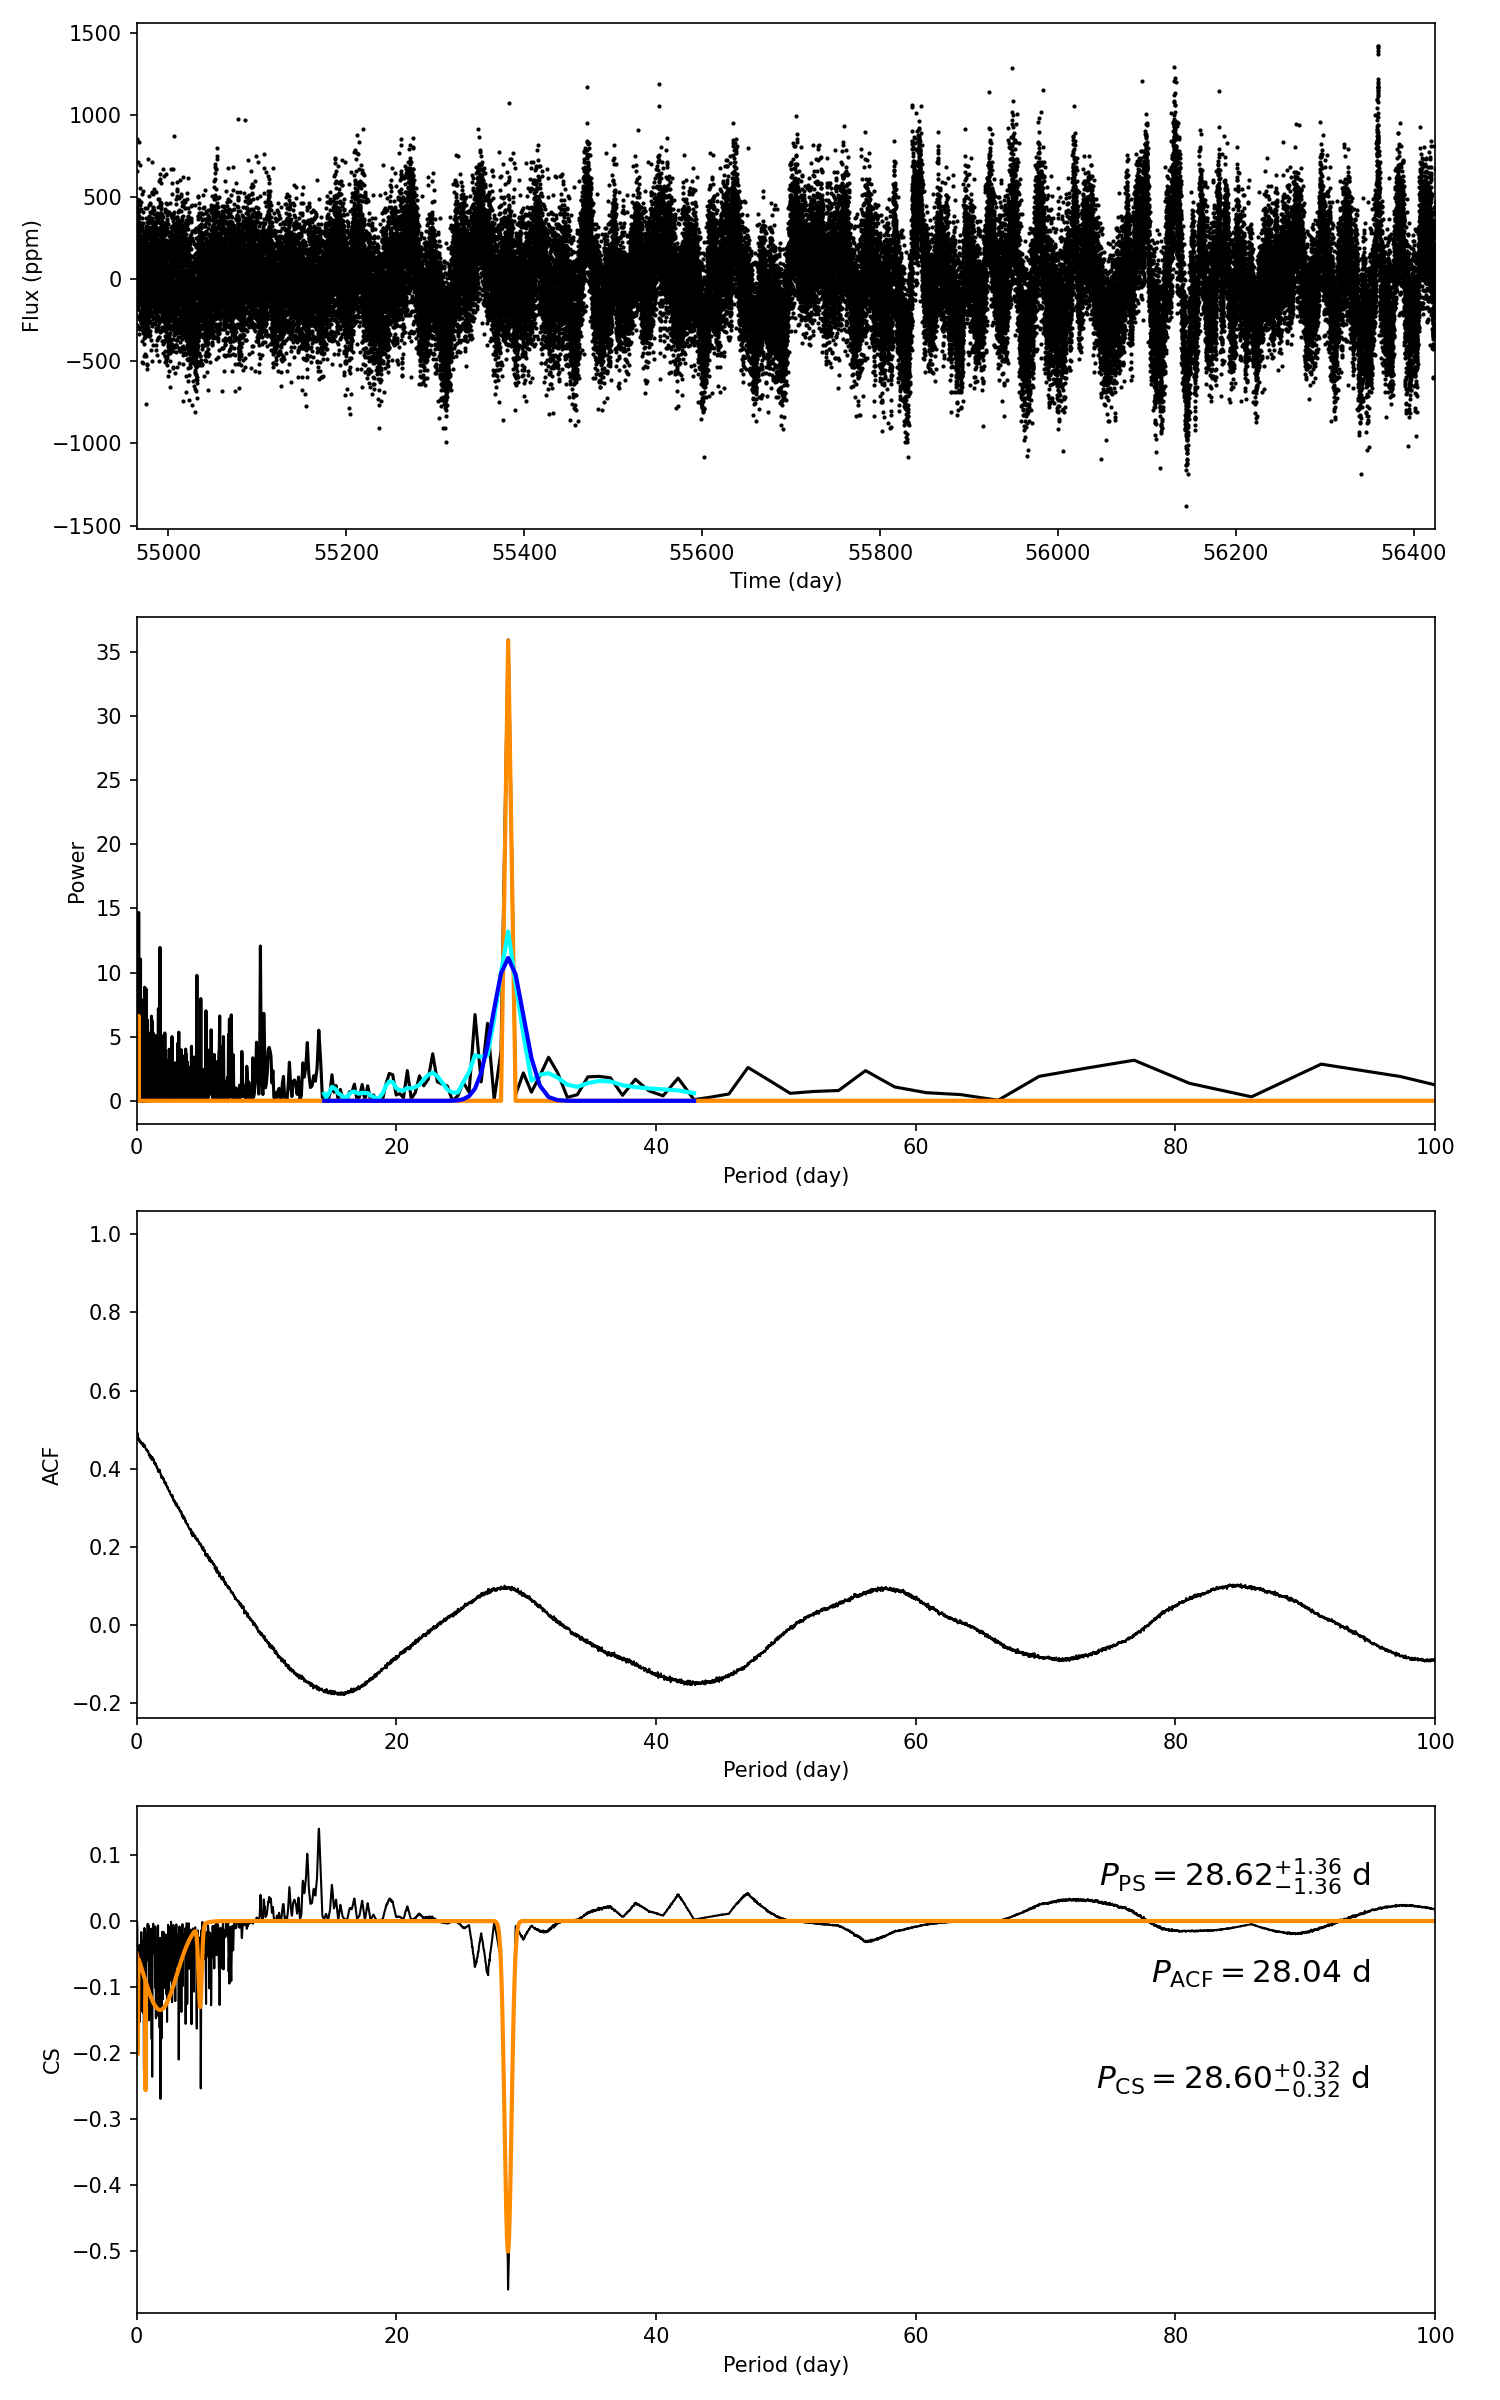 1500
1000
500
0
−500
−1000
−1500
Flux (ppm)
55000 55200 55400 55600 55800 56000 56200 56400
Time (day)
35
30
25
20
15
10
5
0
Power
0 20 40 60 80 100
Period (day)
1.0
0.8
0.6
0.4
0.2
0.0
−0.2
ACF
0 20 40 60 80 100
Period (day)
0.1
0.0
−0.1
−0.2
−0.3
−0.4
−0.5
CS
P_PS = 28.62^{+1.36}_{−1.36} d
P_ACF = 28.04 d
P_CS = 28.60^{+0.32}_{−0.32} d
0 20 40 60 80 100
Period (day)